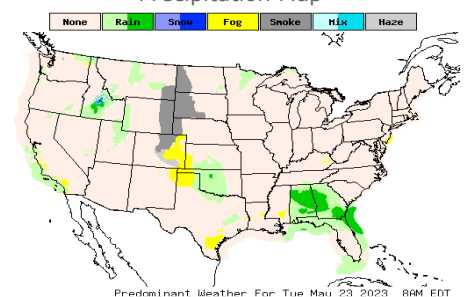 Precipitation Map
None Rain Snow Fog Smoke Mix Haze
Predominant Weather For Tue May 23 2023 8AM EDT